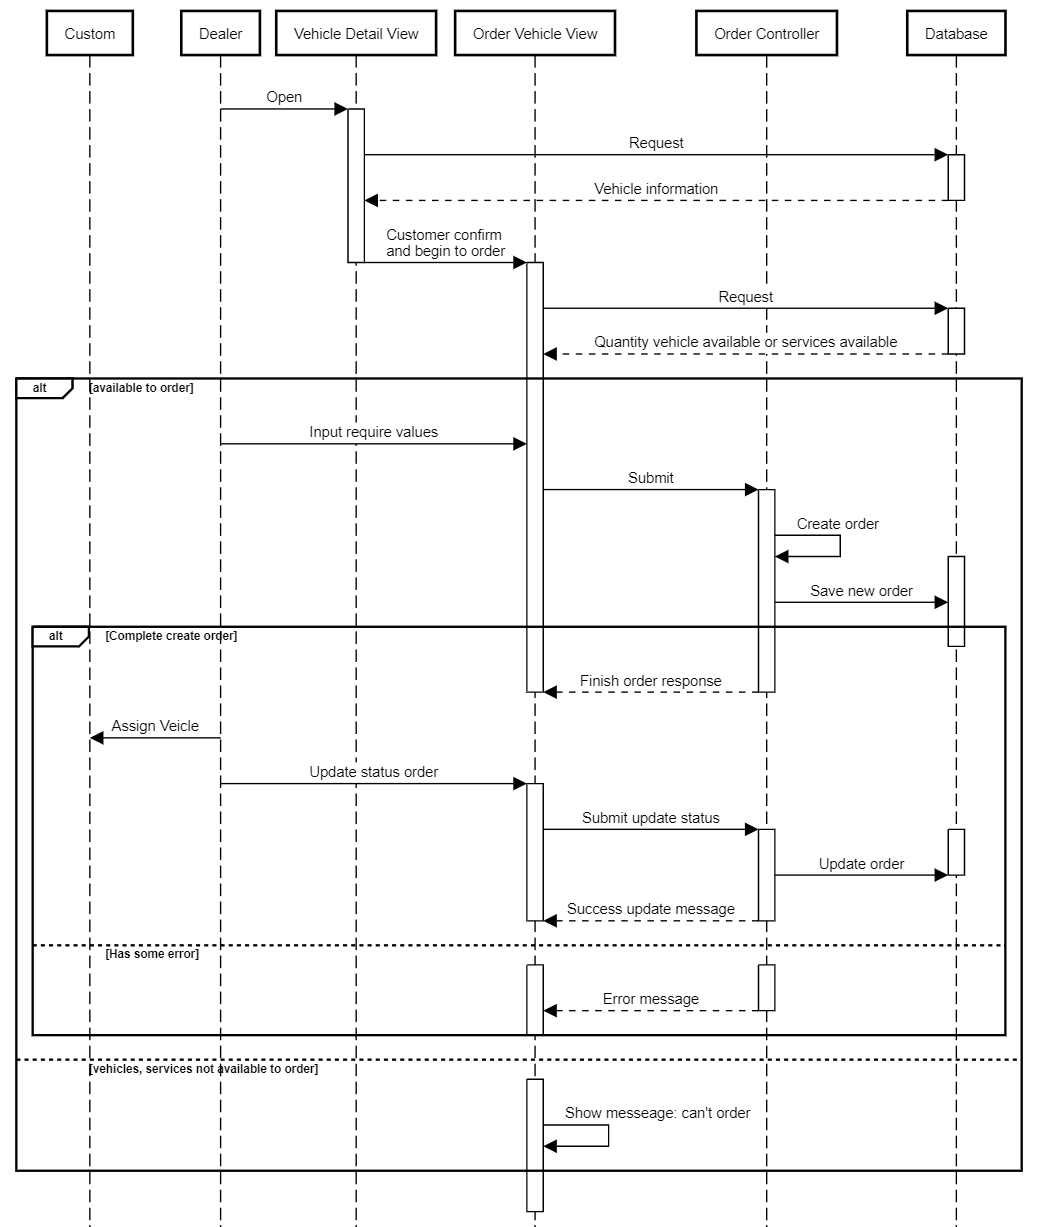 Custom
Dealer
Vehicle Detail View
Order Vehicle View
Order Controller
Database
Open
Request
Vehicle information
Customer confirm
and begin to order
Request
Quantity vehicle available or services available
alt
[available to order]
Input require values
Submit
Create order
Save new order
alt
[Complete create order]
Finish order response
Assign Veicle
Update status order
Submit update status
Update order
Success update message
[Has some error]
Error message
[vehicles, services not available to order]
Show messeage: can't order